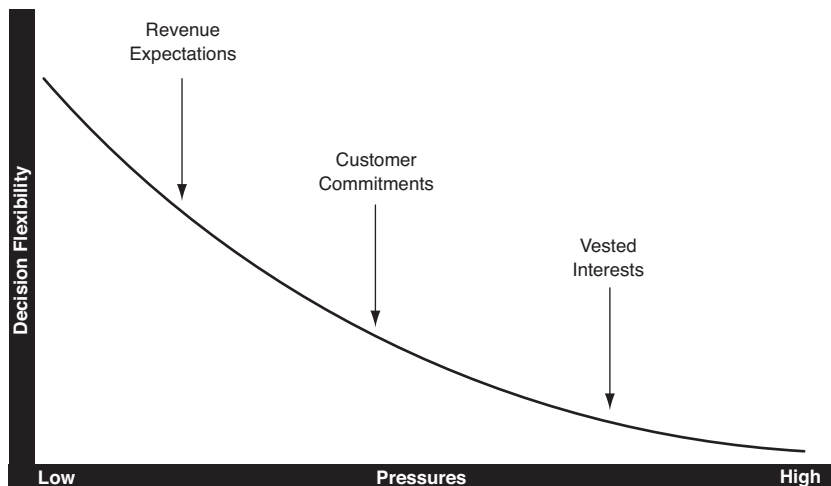 Revenue
Expectations
Customer
Commitments
Vested
Interests
Decision Flexibility
Low
Pressures
High